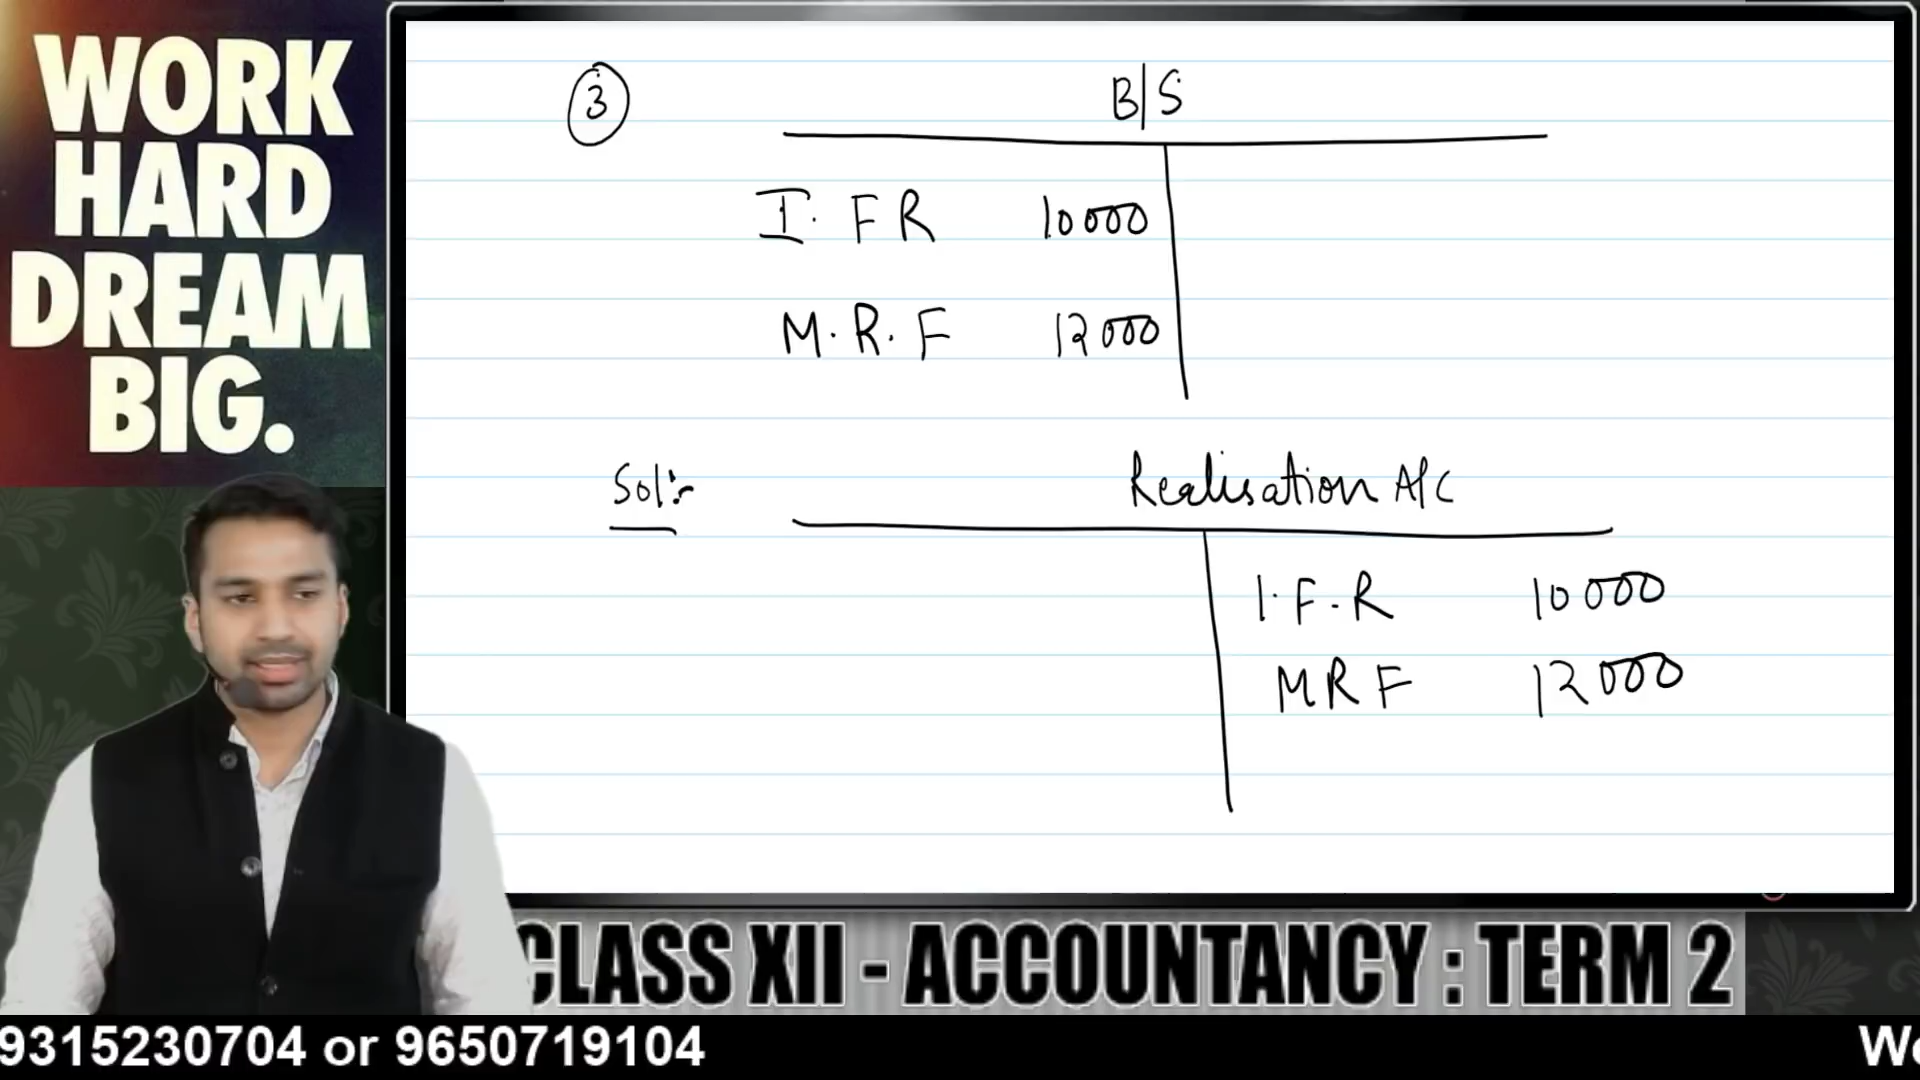 WORK
HARD
DREAM
BIG.
3
B/S
I. F R 10000
M. R. F 12000
Sol:-
Realisation A/c
I. F. R 10000
M R F 12000
CLASS XII - ACCOUNTANCY : TERM 2
9315230704 or 9650719104